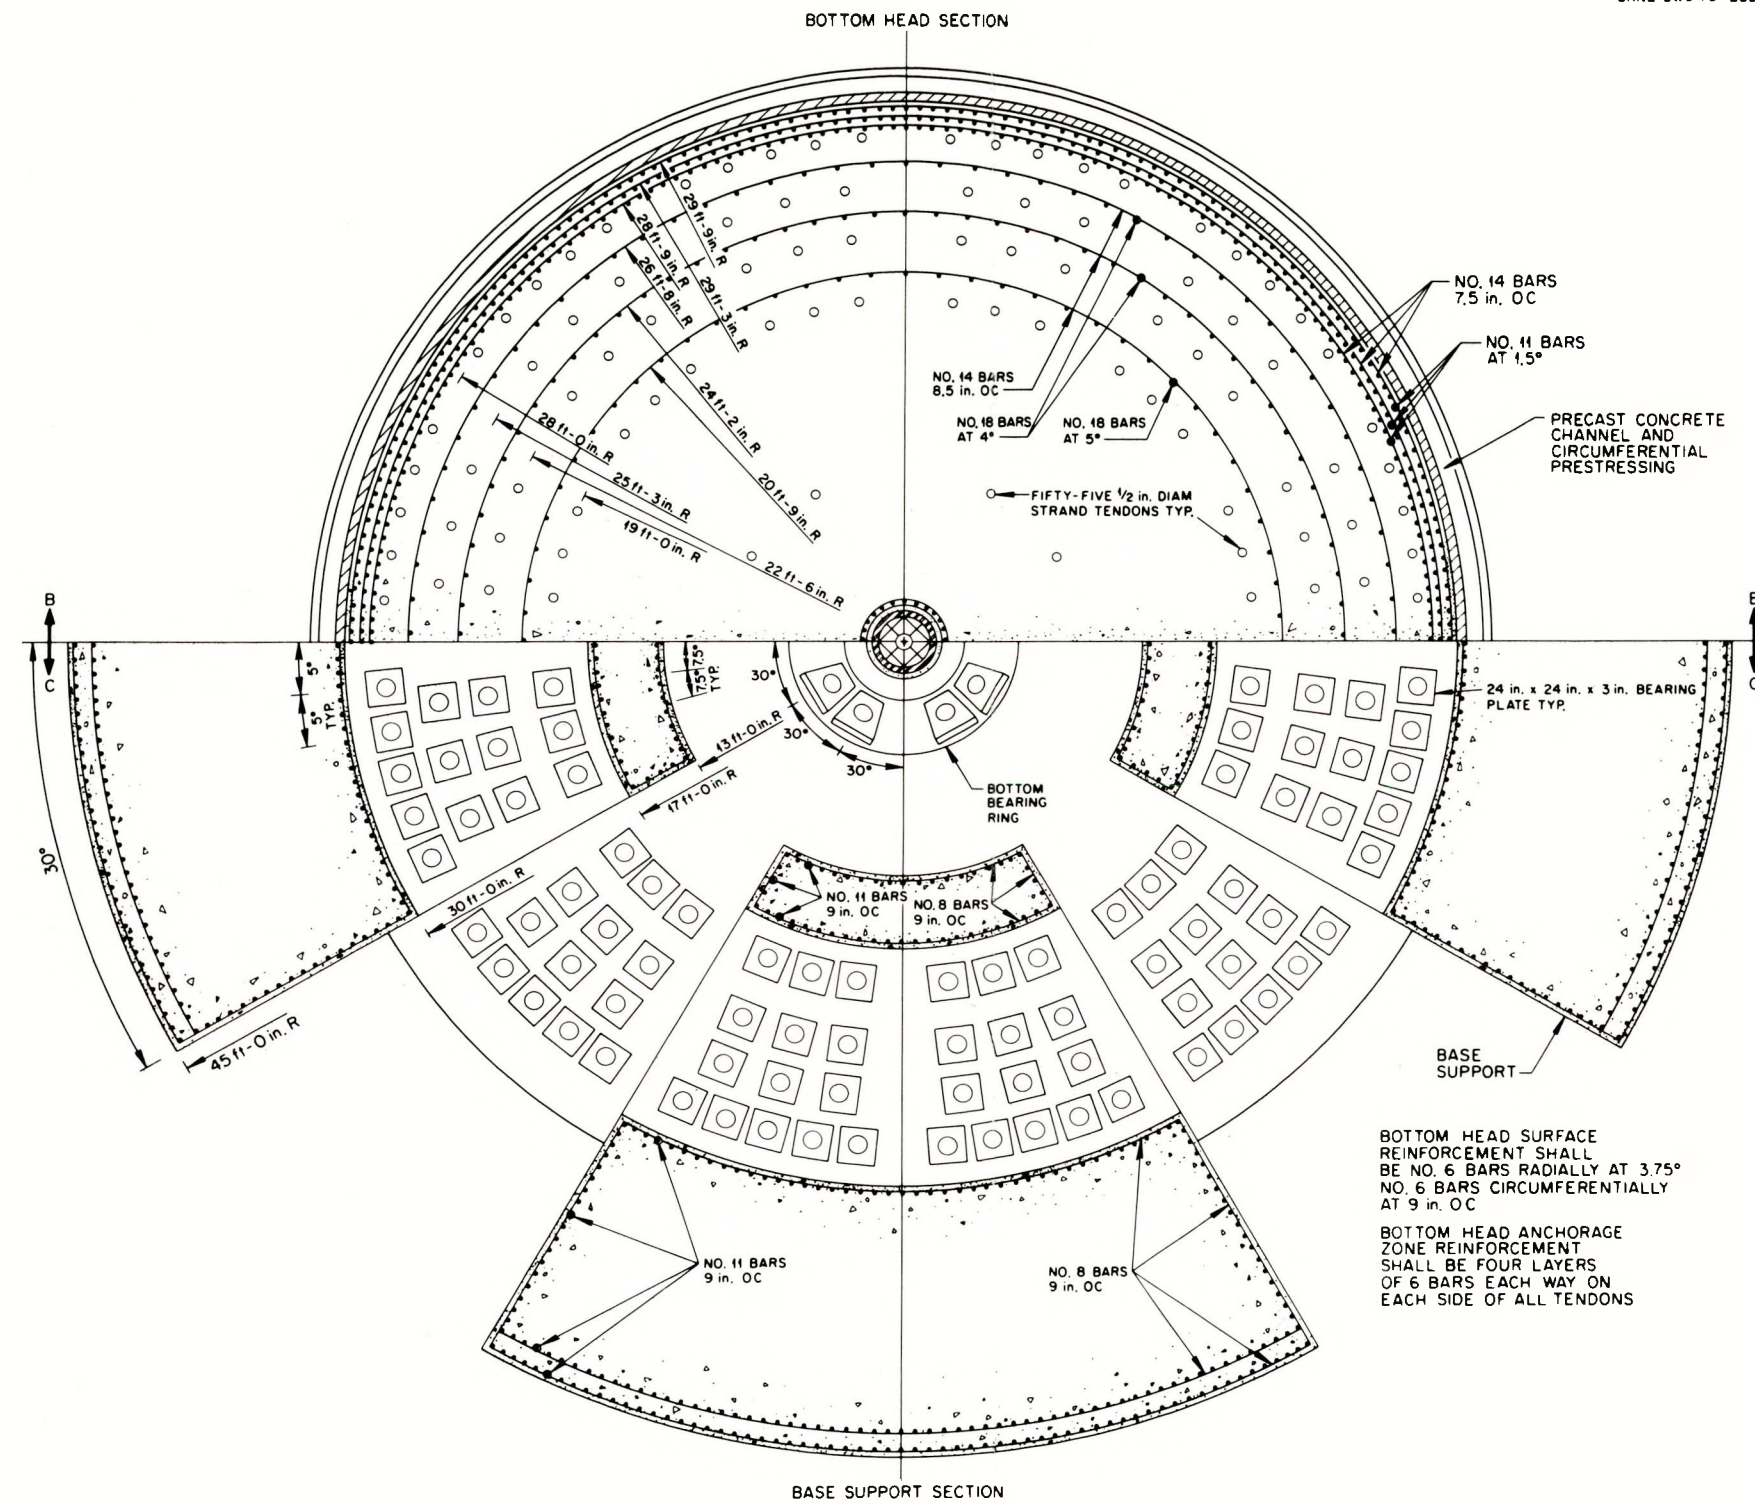 BOTTOM HEAD SECTION
29 ft-9 in. R
28 ft-9 in. R
26 ft-8 in. R
29 ft-3 in. R
24 ft-2 in. R
20 ft-9 in. R
28 ft-0 in. R
25 ft-3 in. R
19 ft-0 in. R
22 ft-6 in. R
NO. 14 BARS
7.5 in. OC
NO. 11 BARS
AT 1.5°
NO. 14 BARS
8.5 in. OC
NO. 18 BARS
AT 4°
NO. 18 BARS
AT 5°
PRECAST CONCRETE
CHANNEL AND
CIRCUMFERENTIAL
PRESTRESSING
FIFTY-FIVE 1/2 in. DIAM
STRAND TENDONS TYP.
B
C
5°
5°
TYP.
7.5°
7.5°
TYP.
30°
30°
30°
13 ft-0 in. R
17 ft-0 in. R
24 in. x 24 in. x 3 in. BEARING
PLATE TYP.
BOTTOM
BEARING
RING
30°
30 ft-0 in. R
NO. 11 BARS
9 in. OC
NO. 8 BARS
9 in. OC
45 ft-0 in. R
BASE
SUPPORT
BOTTOM HEAD SURFACE
REINFORCEMENT SHALL
BE NO. 6 BARS RADIALLY AT 3.75°
NO. 6 BARS CIRCUMFERENTIALLY
AT 9 in. OC
BOTTOM HEAD ANCHORAGE
ZONE REINFORCEMENT
SHALL BE FOUR LAYERS
OF 6 BARS EACH WAY ON
EACH SIDE OF ALL TENDONS
NO. 11 BARS
9 in. OC
NO. 8 BARS
9 in. OC
BASE SUPPORT SECTION